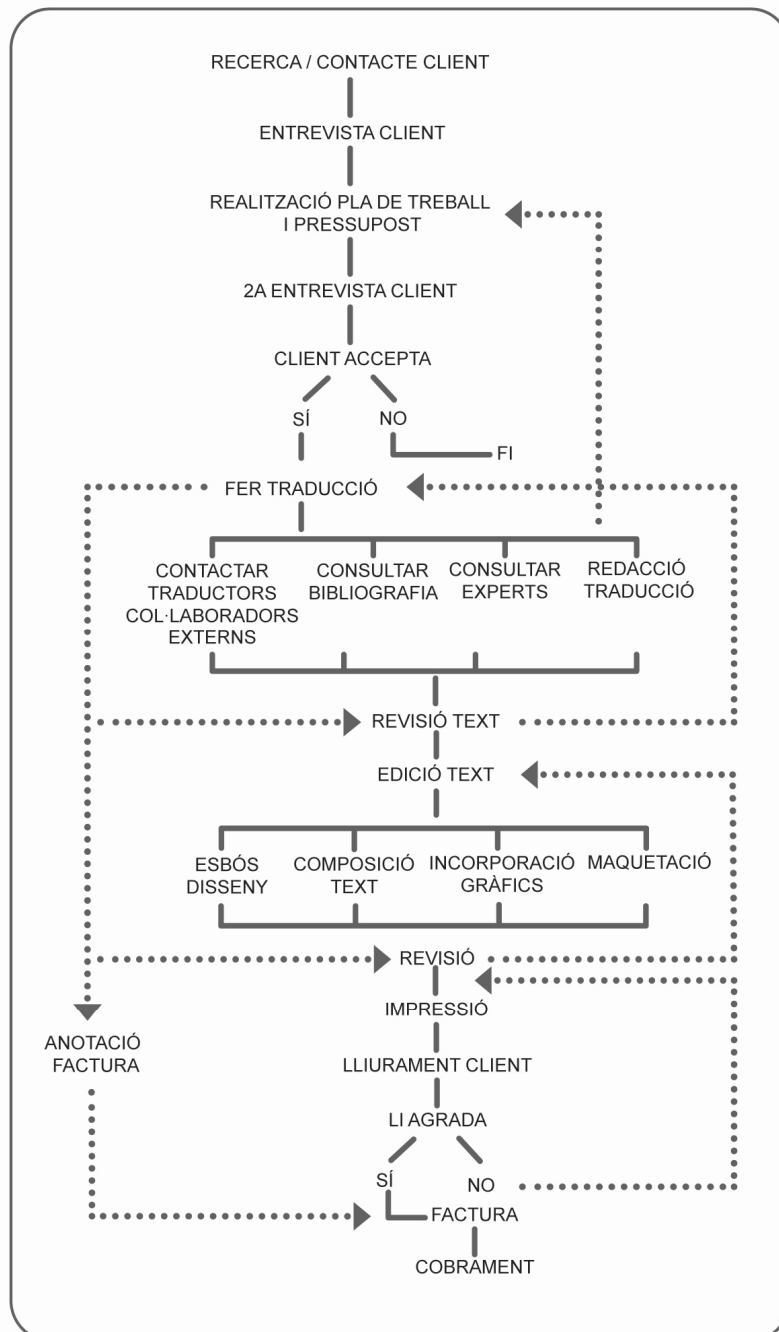 RECERCA / CONTACTE CLIENT
ENTREVISTA CLIENT
REALITZACIÓ PLA DE TREBALL
I PRESSUPOST
2A ENTREVISTA CLIENT
CLIENT ACCEPTA
SÍ
NO
FI
FER TRADUCCIÓ
CONTACTAR
TRADUCTORS
COL·LABORADORS
EXTERNS
CONSULTAR
BIBLIOGRAFIA
CONSULTAR
EXPERTS
REDACCIÓ
TRADUCCIÓ
REVISIÓ TEXT
EDICIÓ TEXT
ESBÓS
DISSENY
COMPOSICIÓ
TEXT
INCORPORACIÓ
GRÀFICS
MAQUETACIÓ
REVISIÓ
IMPRESSIÓ
ANOTACIÓ
FACTURA
LLIURAMENT CLIENT
LI AGRADA
SÍ
NO
FACTURA
COBRAMENT